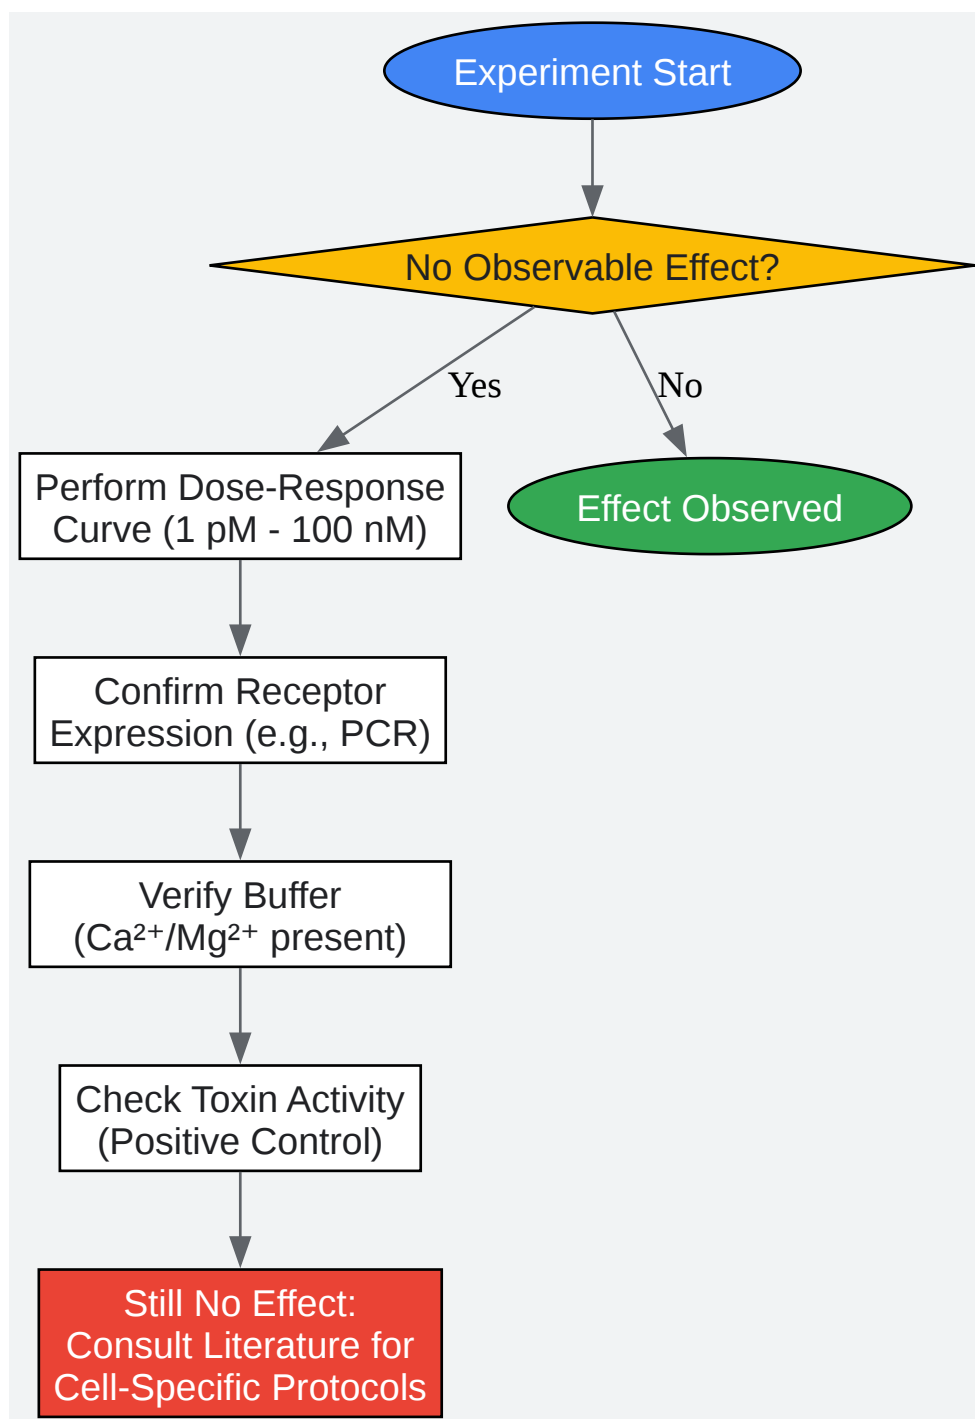 Experiment Start
No Observable Effect?
Yes
No
Perform Dose-Response
Curve (1 pM - 100 nM)
Effect Observed
Confirm Receptor
Expression (e.g., PCR)
Verify Buffer
(Ca²⁺/Mg²⁺ present)
Check Toxin Activity
(Positive Control)
Still No Effect:
Consult Literature for
Cell-Specific Protocols